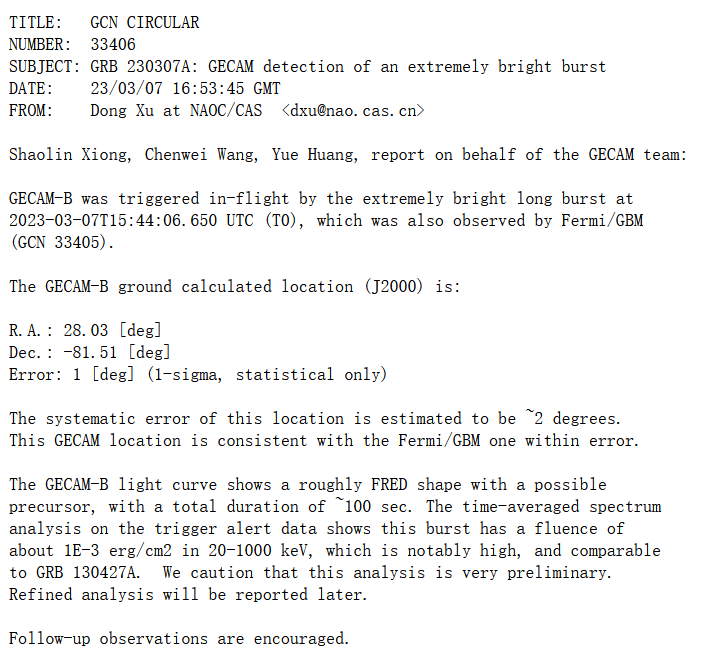 TITLE: GCN CIRCULAR
NUMBER: 33406
SUBJECT: GRB 230307A: GECAM detection of an extremely bright burst
DATE: 23/03/07 16:53:45 GMT
FROM: Dong Xu at NAOC/CAS <dxu@nao.cas.cn>
Shaolin Xiong, Chenwei Wang, Yue Huang, report on behalf of the GECAM team:
GECAM-B was triggered in-flight by the extremely bright long burst at
2023-03-07T15:44:06.650 UTC (T0), which was also observed by Fermi/GBM
(GCN 33405).
The GECAM-B ground calculated location (J2000) is:
R.A.: 28.03 [deg]
Dec.: -81.51 [deg]
Error: 1 [deg] (1-sigma, statistical only)
The systematic error of this location is estimated to be ~2 degrees.
This GECAM location is consistent with the Fermi/GBM one within error.
The GECAM-B light curve shows a roughly FRED shape with a possible
precursor, with a total duration of ~100 sec. The time-averaged spectrum
analysis on the trigger alert data shows this burst has a fluence of
about 1E-3 erg/cm2 in 20-1000 keV, which is notably high, and comparable
to GRB 130427A. We caution that this analysis is very preliminary.
Refined analysis will be reported later.
Follow-up observations are encouraged.